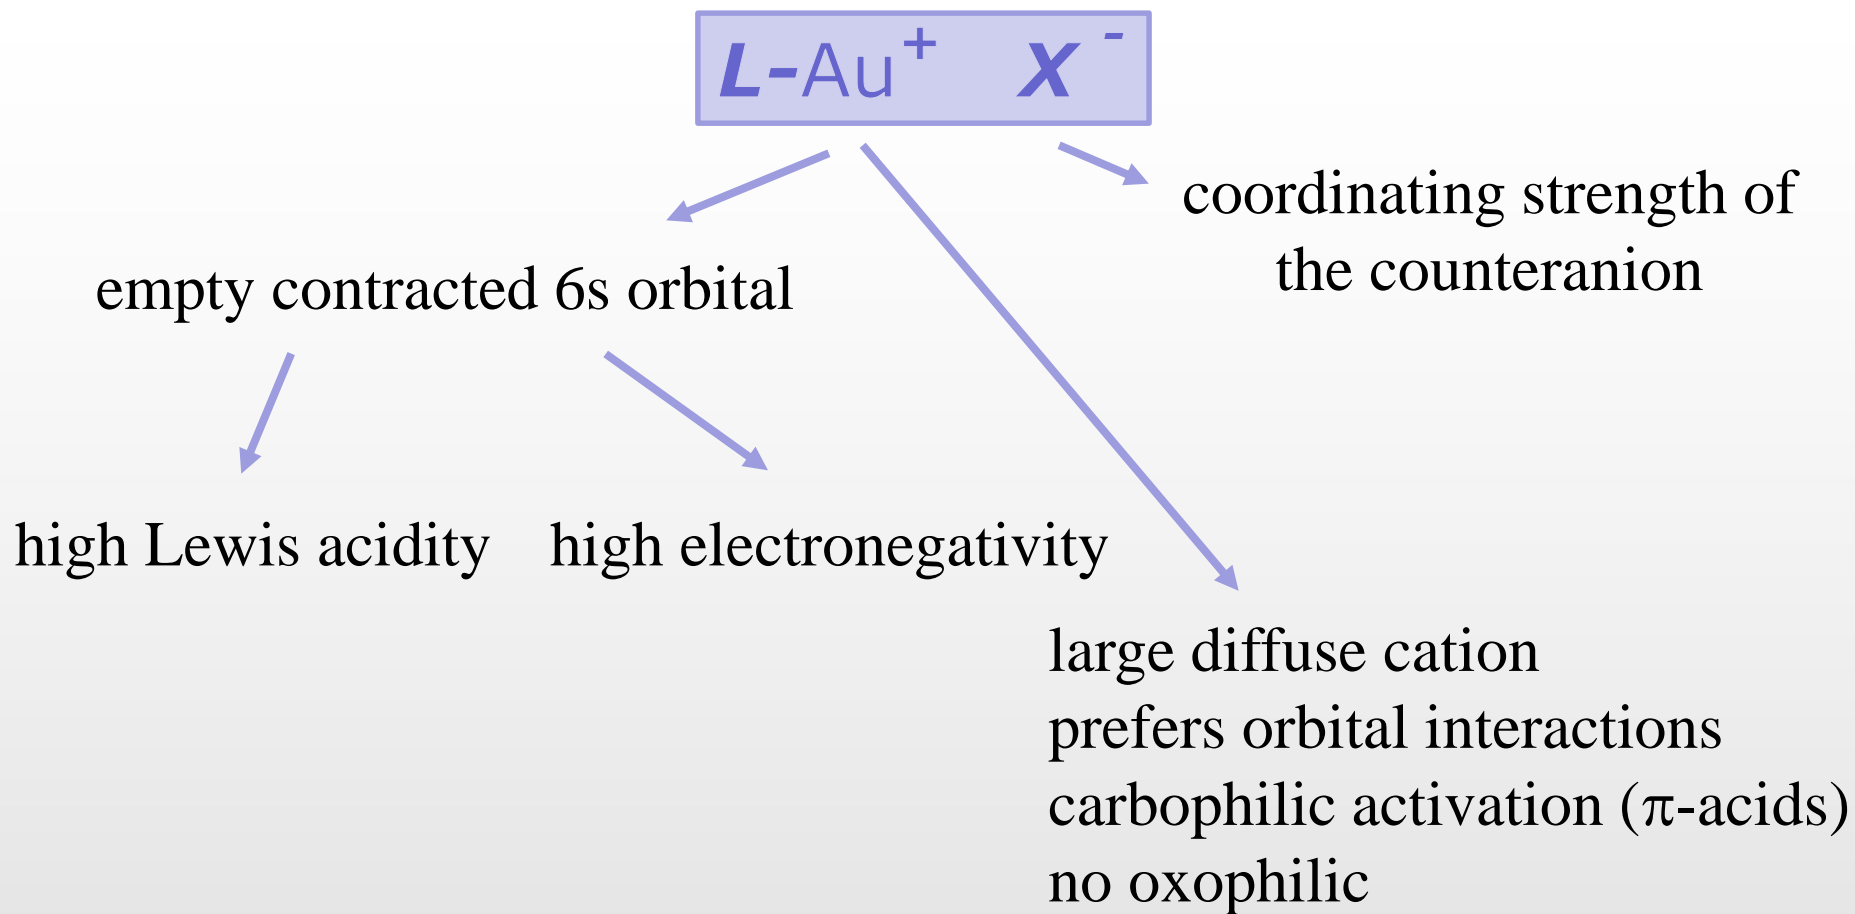 L-Au+ X -
coordinating strength of
the counteranion
empty contracted 6s orbital
high Lewis acidity high electronegativity
large diffuse cation
prefers orbital interactions
carbophilic activation (π-acids)
no oxophilic